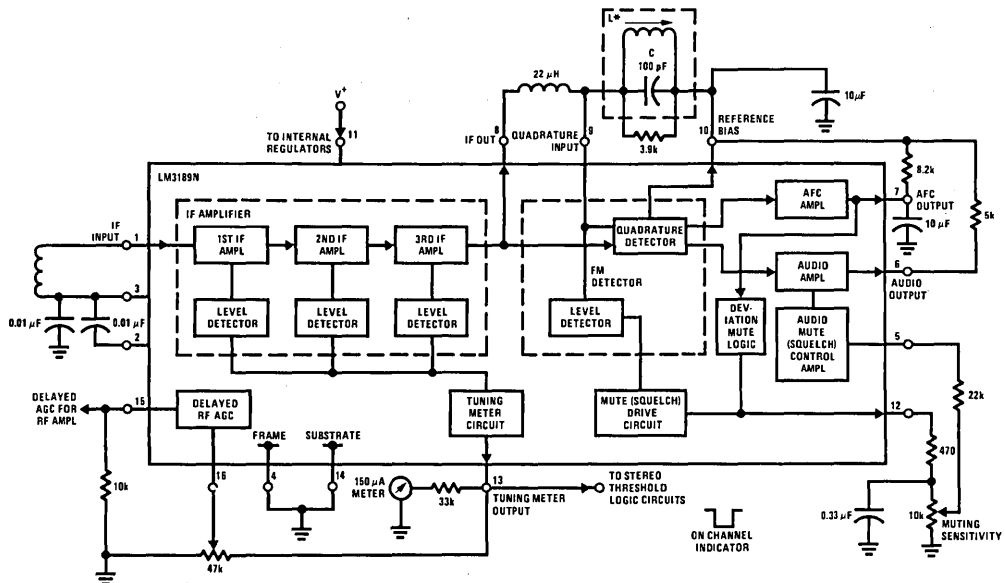 L*
C
100 pF
22 µH
3.9k
10µF
V+
TO INTERNAL
REGULATORS
11
8
IF OUT
QUADRATURE
INPUT
9
10
REFERENCE
BIAS
LM3189N
8.2k
7
AFC
OUTPUT
10 µF
5k
IF
INPUT
1
IF AMPLIFIER
1ST IF
AMPL
2ND IF
AMPL
3RD IF
AMPL
QUADRATURE
DETECTOR
AFC
AMPL
FM
DETECTOR
AUDIO
AMPL
6
AUDIO
OUTPUT
3
0.01 µF
0.01 µF
2
LEVEL
DETECTOR
LEVEL
DETECTOR
LEVEL
DETECTOR
LEVEL
DETECTOR
DEV-
IATION
MUTE
LOGIC
AUDIO
MUTE
(SQUELCH)
CONTROL
AMPL
5
22k
DELAYED
AGC FOR
RF AMPL
15
DELAYED
RF AGC
FRAME
SUBSTRATE
TUNING
METER
CIRCUIT
MUTE (SQUELCH)
DRIVE
CIRCUIT
12
470
10k
16
4
14
150 µA
METER
33k
13
TUNING METER
OUTPUT
TO STEREO
THRESHOLD
LOGIC CIRCUITS
0.33 µF
10k
MUTING
SENSITIVITY
47k
ON CHANNEL
INDICATOR